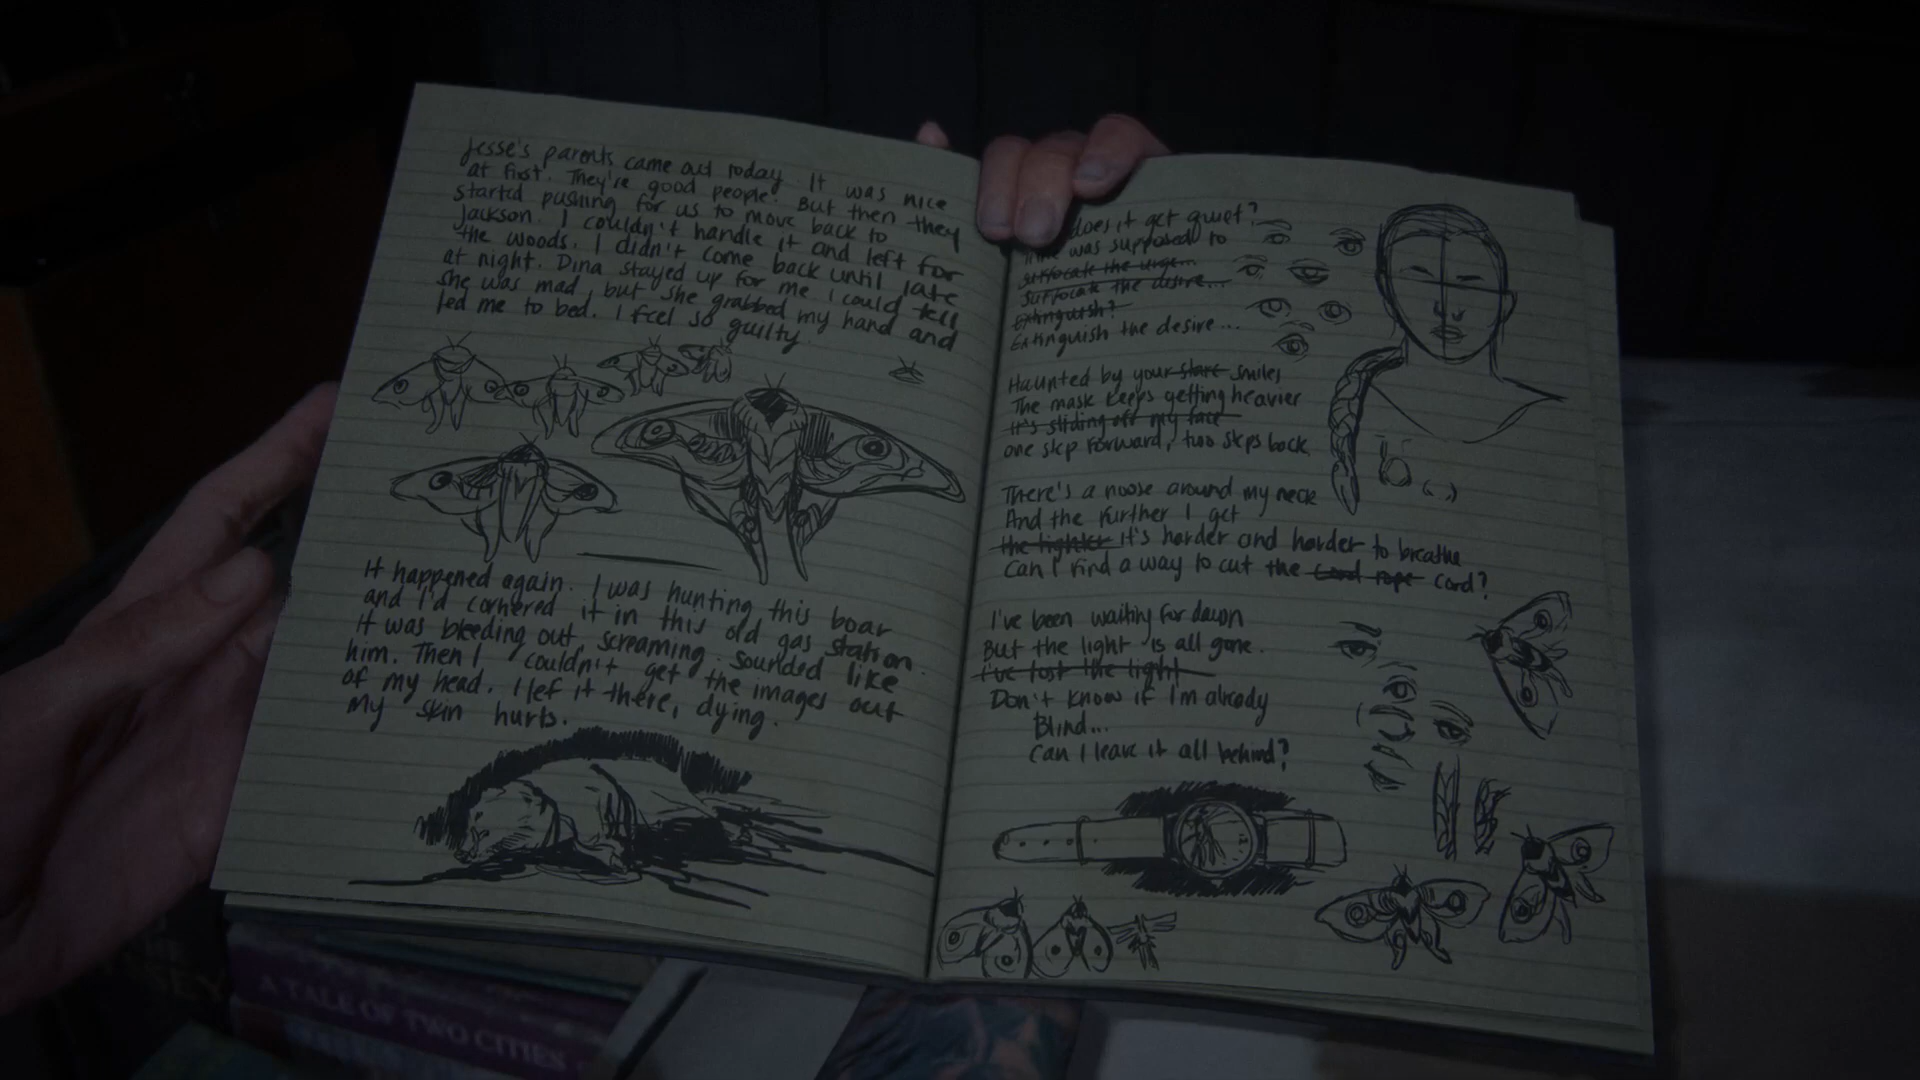 Jesse's parents came out today. It was nice
at first. They're good people. But then they
started pushing for us to move back to
Jackson. I couldn't handle it and left for
the woods. I didn't come back until late
at night. Dina stayed up for me I could tell
she was mad, but she grabbed my hand and
led me to bed. I feel so guilty.
It happened again. I was hunting this boar
and I'd cornered it in this old gas station.
It was bleeding out, screaming. Sounded like
him. Then I couldn't get the images out
of my head. I left it there, dying.
My skin hurts.
does it get quiet?
was supposed to
suffocate the urge...
suffocate the desire...
Extinguish?
Extinguish the desire...
Haunted by your stare smiles
The mask keeps getting heavier
It's sliding off my face
one step forward, two steps back
There's a noose around my neck
And the further I get
the tighter it's harder and harder to breathe
Can I find a way to cut the cord rope cord?
I've been waiting for dawn
But the light is all gone.
I've lost the light
Don't know if I'm already
Blind...
Can I leave it all behind?
A TALE OF TWO CITIES